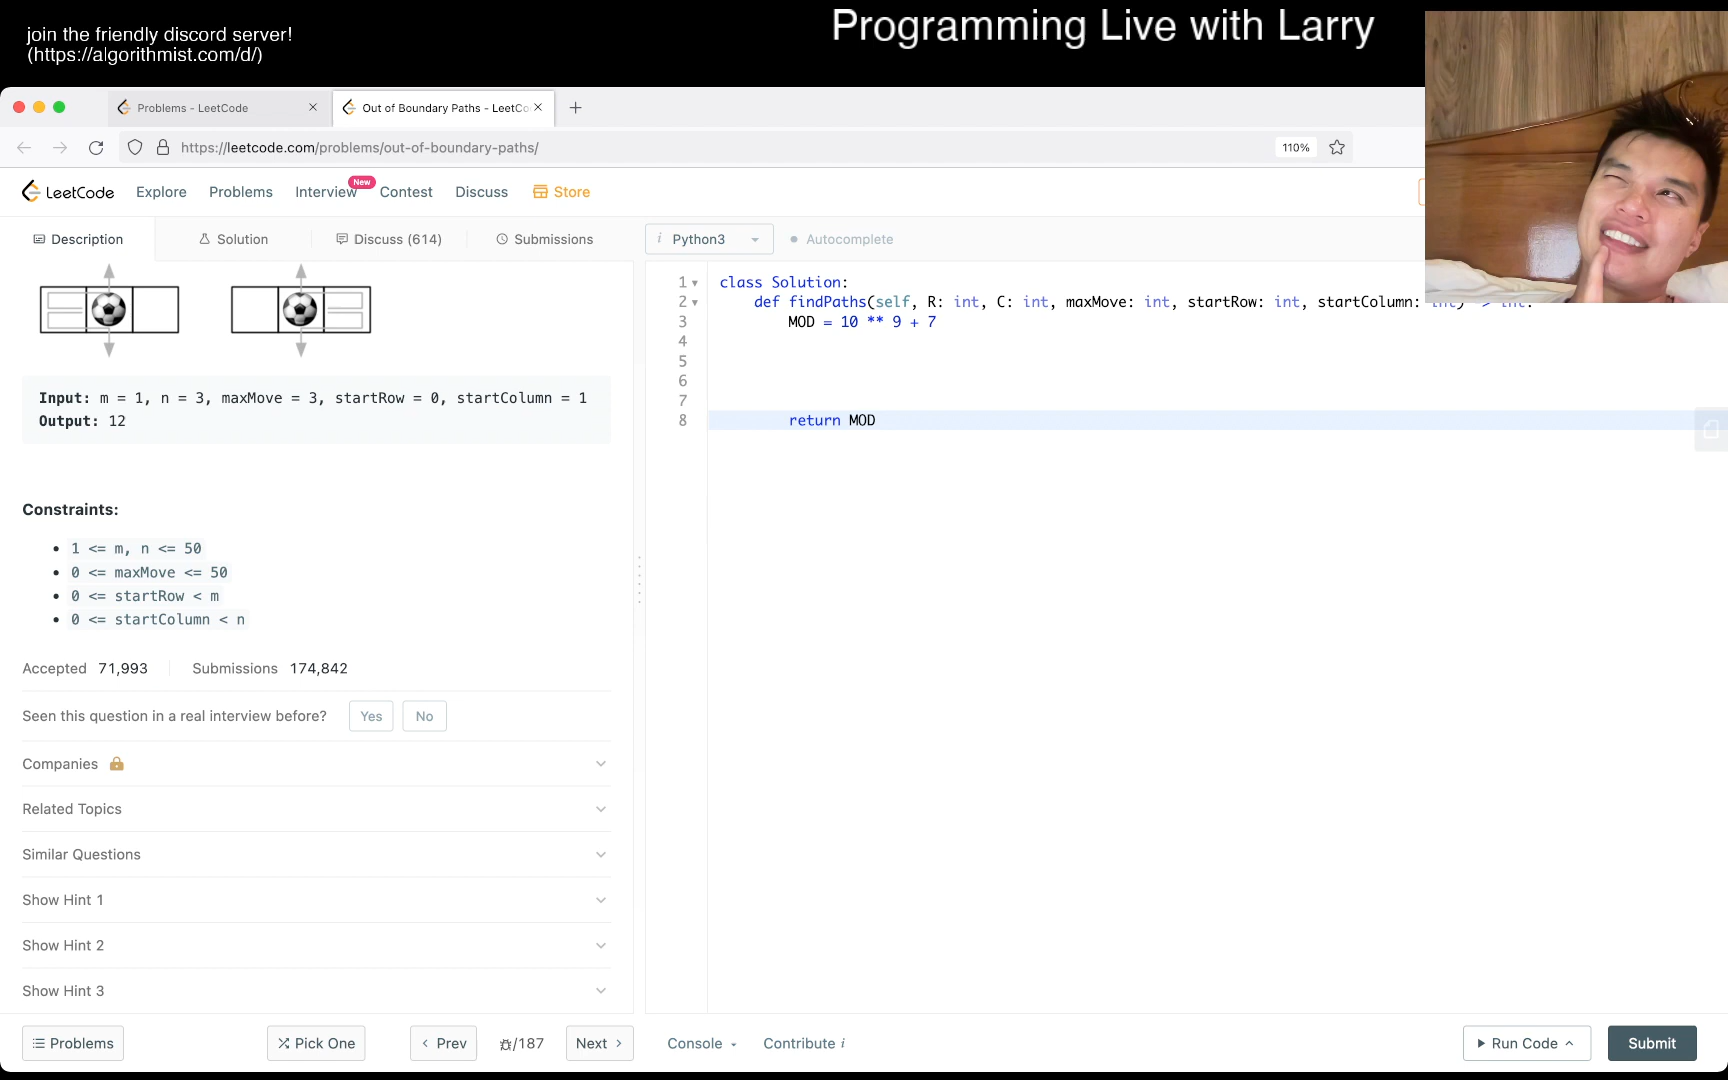 join the friendly discord server!
(https://algorithmist.com/d/)
Programming Live with Larry
Problems - LeetCode
Out of Boundary Paths - LeetCo
https://leetcode.com/problems/out-of-boundary-paths/
110%
LeetCode
Explore
Problems
Interview
New
Contest
Discuss
Store
Description
Solution
Discuss (614)
Submissions
i Python3
Autocomplete
Input: m = 1, n = 3, maxMove = 3, startRow = 0, startColumn = 1
Output: 12
Constraints:
1 <= m, n <= 50
0 <= maxMove <= 50
0 <= startRow < m
0 <= startColumn < n
Accepted 71,993
Submissions 174,842
Seen this question in a real interview before?
Yes
No
Companies
Related Topics
Similar Questions
Show Hint 1
Show Hint 2
Show Hint 3
1 class Solution:
2 def findPaths(self, R: int, C: int, maxMove: int, startRow: int, startColumn:
3 MOD = 10 ** 9 + 7
4
5
6
7
8 return MOD
Problems
Pick One
Prev
/187
Next
Console
Contribute i
Run Code
Submit